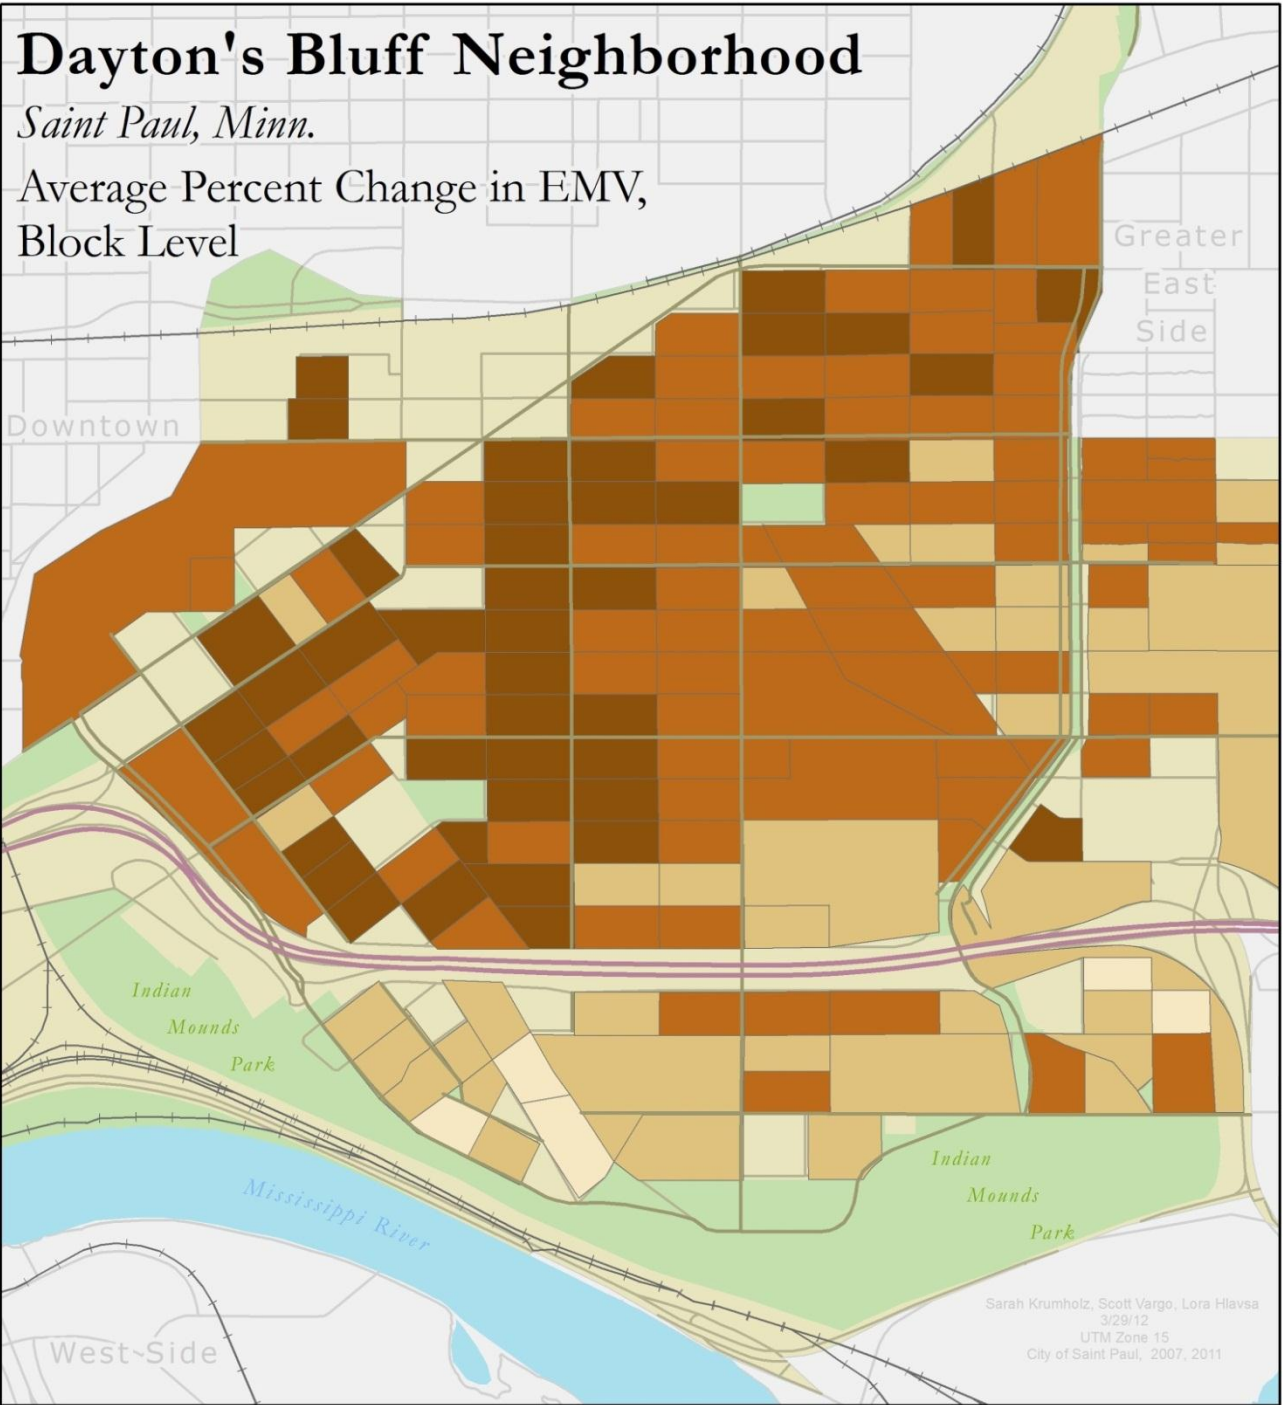 Dayton's Bluff Neighborhood
Saint Paul, Minn.
Average Percent Change in EMV,
Block Level
Greater
East
Side
Downtown
Indian
Mounds
Park
Indian
Mounds
Park
Mississippi River
West~Side
Sarah Krumholz, Scott Vargo, Lora Hlavsa
3/29/12
UTM Zone 15
City of Saint Paul, 2007, 2011